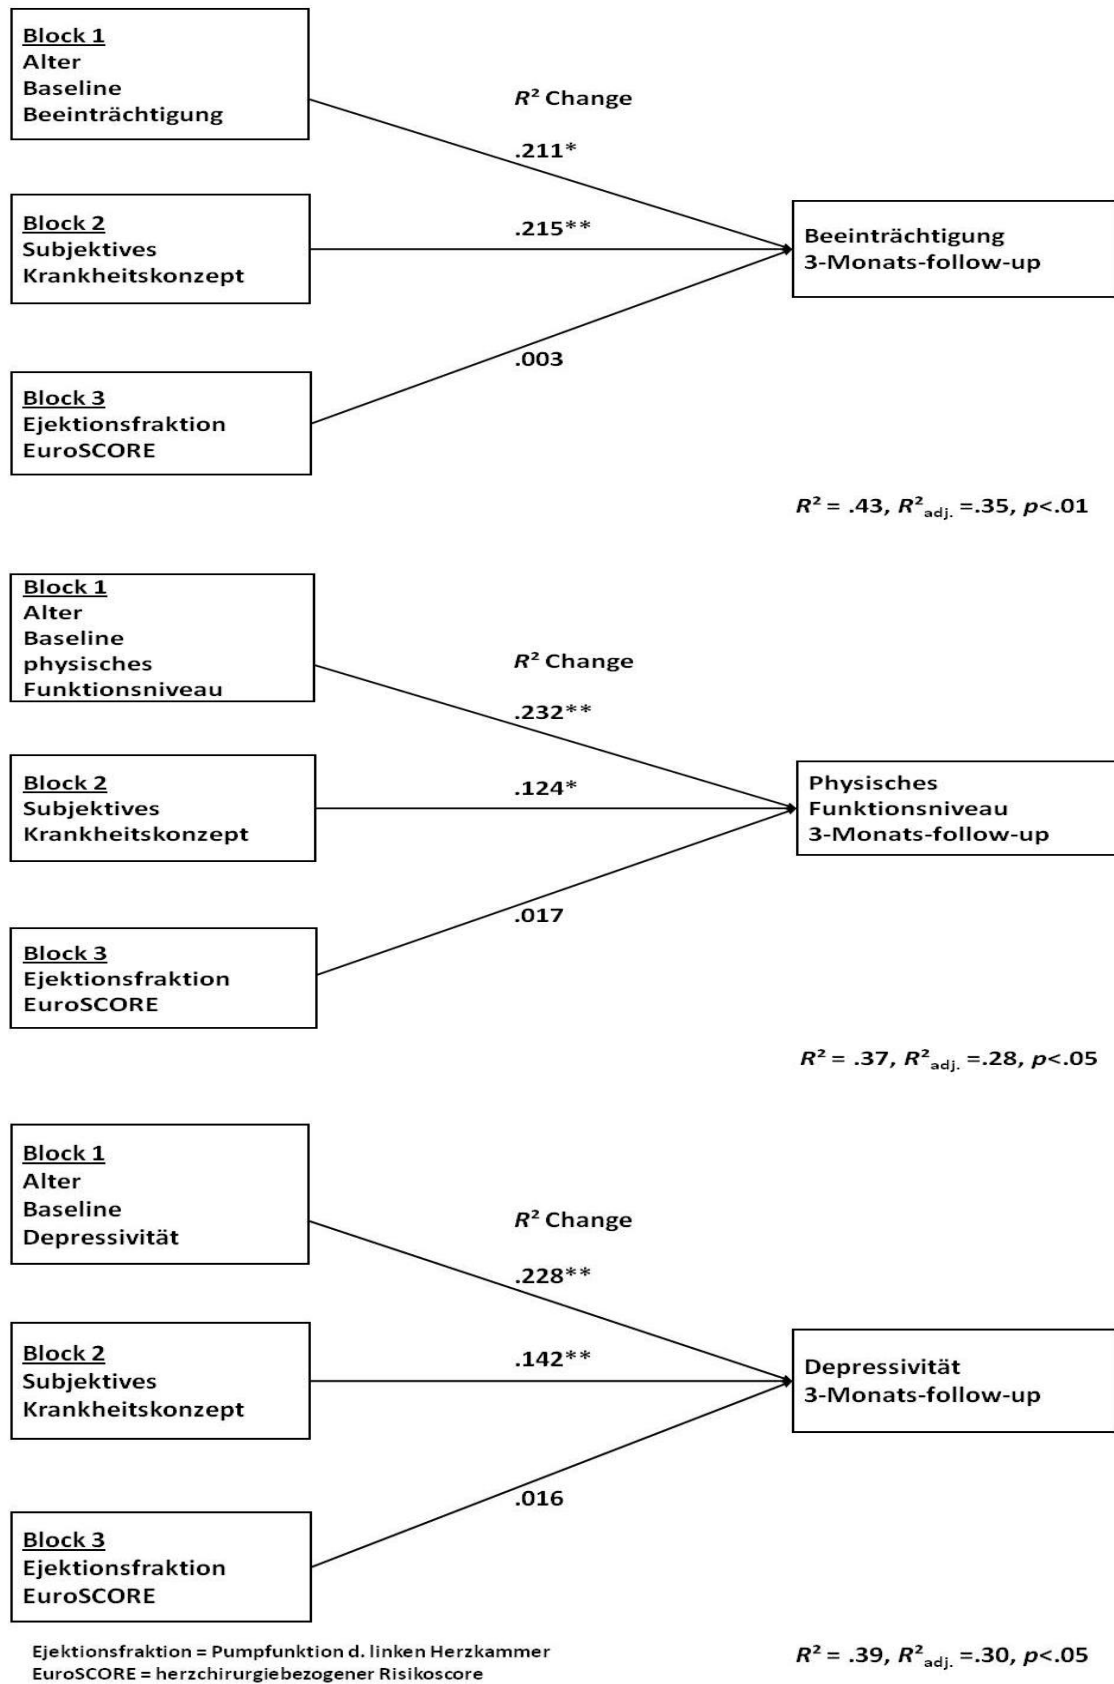 Block 1
Alter
Baseline
Beeinträchtigung
R² Change
.211*
Block 2
Subjektives
Krankheitskonzept
.215**
Beeinträchtigung
3-Monats-follow-up
.003
Block 3
Ejektionsfraktion
EuroSCORE
R² = .43, R²adj. =.35, p<.01
Block 1
Alter
Baseline
physisches
Funktionsniveau
R² Change
.232**
Block 2
Subjektives
Krankheitskonzept
.124*
Physisches
Funktionsniveau
3-Monats-follow-up
.017
Block 3
Ejektionsfraktion
EuroSCORE
R² = .37, R²adj. =.28, p<.05
Block 1
Alter
Baseline
Depressivität
R² Change
.228**
Block 2
Subjektives
Krankheitskonzept
.142**
Depressivität
3-Monats-follow-up
.016
Block 3
Ejektionsfraktion
EuroSCORE
Ejektionsfraktion = Pumpfunktion d. linken Herzkammer
EuroSCORE = herzchirurgiebezogener Risikoscore
R² = .39, R²adj. =.30, p<.05